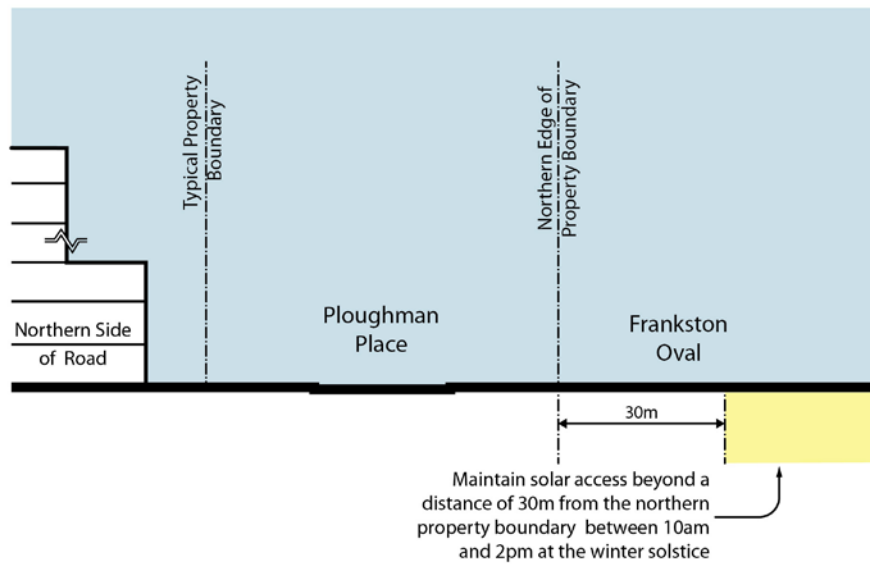 Typical Property
Boundary
Northern Edge of
Property Boundary
Northern Side
of Road
Ploughman
Place
Frankston
Oval
30m
Maintain solar access beyond a
distance of 30m from the northern
property boundary between 10am
and 2pm at the winter solstice